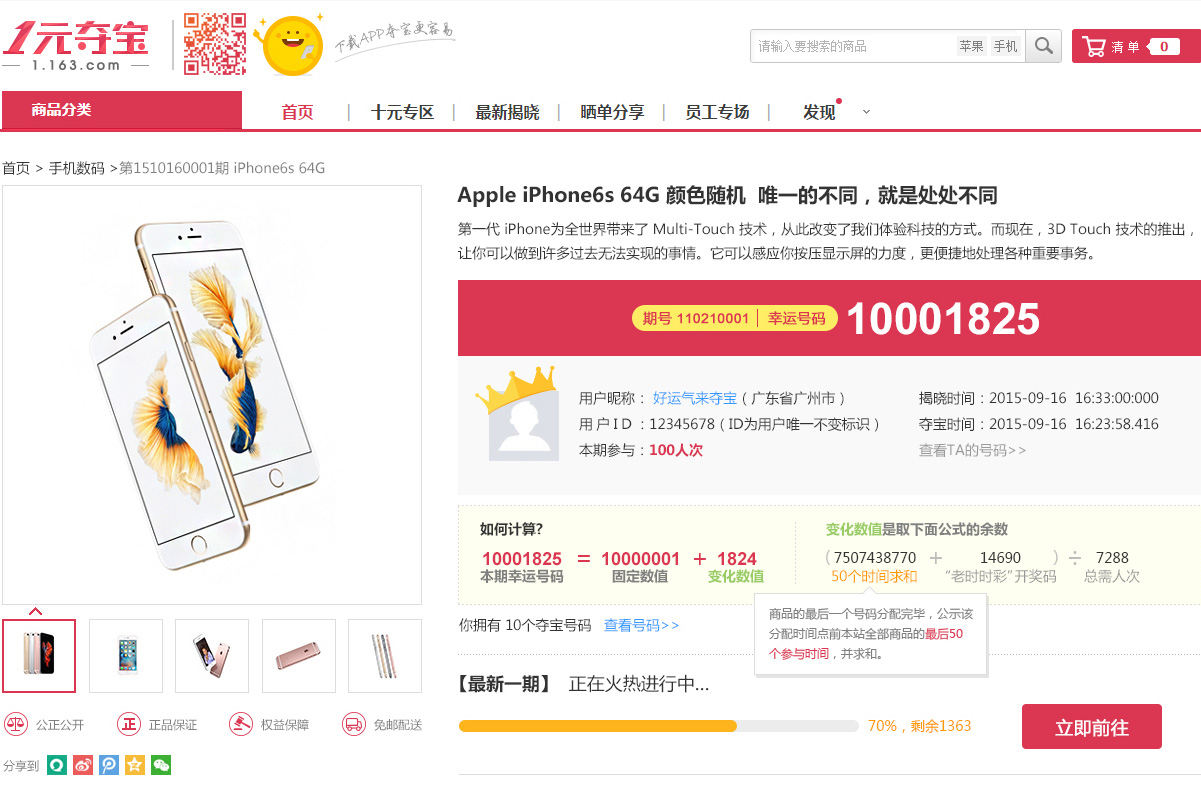 1元夺宝
1.163.com
下载APP夺宝更容易
请输入要搜索的商品 苹果 手机
清单 0
商品分类 首页 | 十元专区 | 最新揭晓 | 晒单分享 | 员工专场 | 发现
首页 > 手机数码 >第1510160001期 iPhone6s 64G
Apple iPhone6s 64G 颜色随机 唯一的不同，就是处处不同
第一代 iPhone为全世界带来了 Multi-Touch 技术，从此改变了我们体验科技的方式。而现在，3D Touch 技术的推出，
让你可以做到许多过去无法实现的事情。它可以感应你按压显示屏的力度，更便捷地处理各种重要事务。
期号 110210001 | 幸运号码 10001825
用户昵称： 好运气来夺宝（广东省广州市） 揭晓时间：2015-09-16 16:33:00:000
用户ID ：12345678（ID为用户唯一不变标识） 夺宝时间：2015-09-16 16:23:58.416
本期参与：100人次 查看TA的号码>>
如何计算?
10001825 = 10000001 + 1824
本期幸运号码 固定数值 变化数值
变化数值是取下面公式的余数
（7507438770 + 14690 ）÷ 7288
50个时间求和 “老时时彩”开奖码 总需人次
商品的最后一个号码分配完毕，公示该
分配时间点前本站全部商品的最后50
个参与时间，并求和。
你拥有 10个夺宝号码 查看号码>>
【最新一期】 正在火热进行中...
70%，剩余1363
立即前往
公正公开 正 正品保证 权益保障 免邮配送
分享到